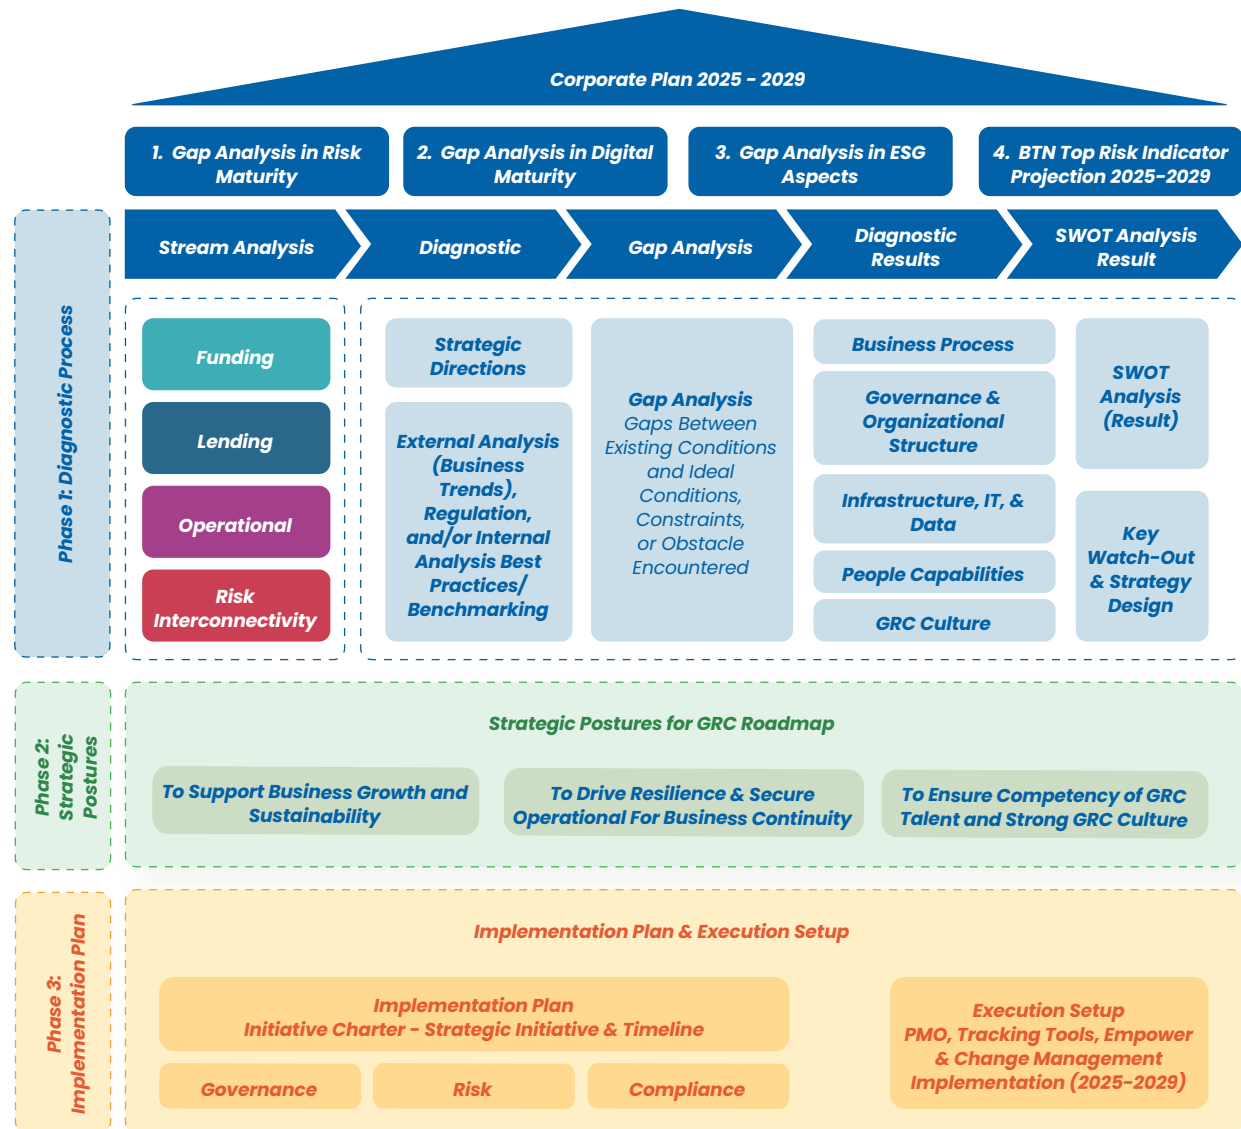 Corporate Plan 2025 - 2029
1. Gap Analysis in Risk
Maturity
2. Gap Analysis in Digital
Maturity
3. Gap Analysis in ESG
Aspects
4. BTN Top Risk Indicator
Projection 2025-2029
Phase 1: Diagnostic Process
Stream Analysis
Diagnostic
Gap Analysis
Diagnostic
Results
SWOT Analysis
Result
Funding
Lending
Operational
Risk
Interconnectivity
Strategic
Directions
External Analysis
(Business
Trends),
Regulation,
and/or Internal
Analysis Best
Practices/
Benchmarking
Gap Analysis
Gaps Between
Existing Conditions
and Ideal
Conditions,
Constraints,
or Obstacle
Encountered
Business Process
Governance &
Organizational
Structure
Infrastructure, IT, &
Data
People Capabilities
GRC Culture
SWOT
Analysis
(Result)
Key
Watch-Out
& Strategy
Design
Phase 2:
Strategic
Postures
Strategic Postures for GRC Roadmap
To Support Business Growth and
Sustainability
To Drive Resilience & Secure
Operational For Business Continuity
To Ensure Competency of GRC
Talent and Strong GRC Culture
Phase 3:
Implementation Plan
Implementation Plan & Execution Setup
Implementation Plan
Initiative Charter - Strategic Initiative & Timeline
Governance
Risk
Compliance
Execution Setup
PMO, Tracking Tools, Empower
& Change Management
Implementation (2025-2029)